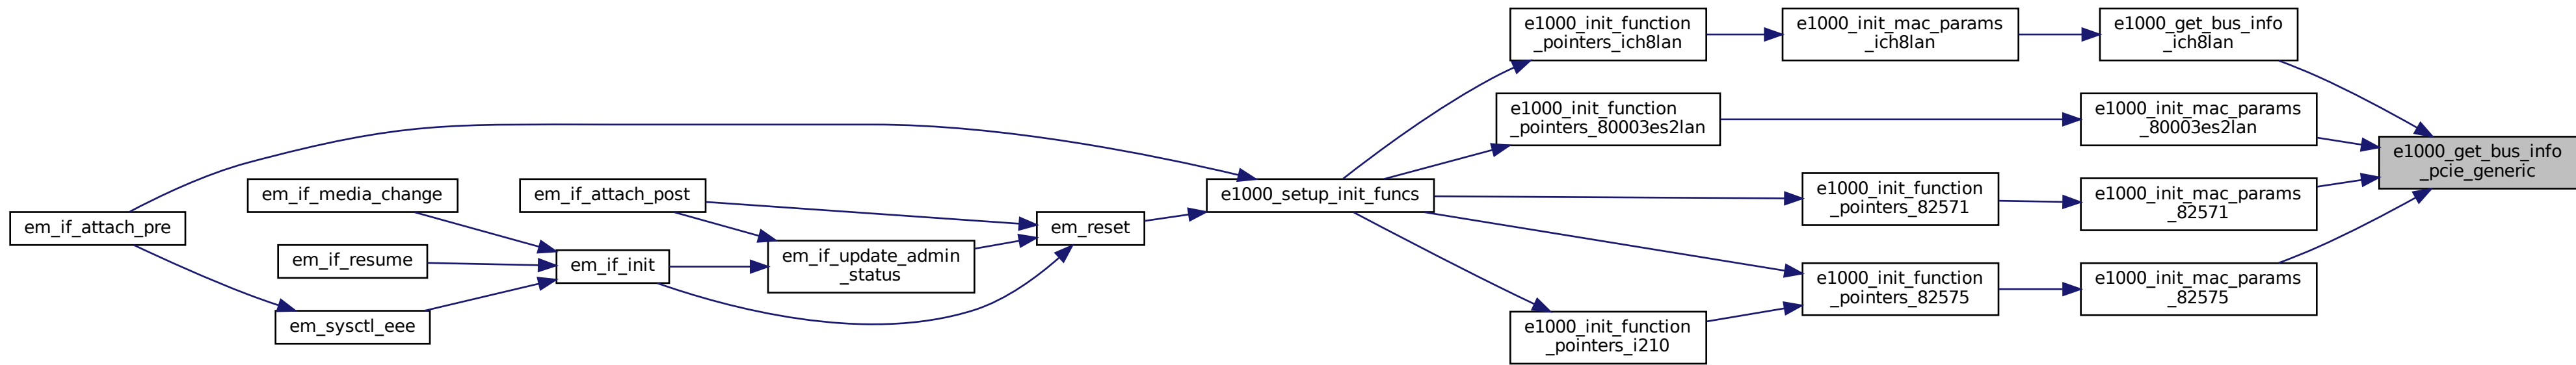 em_if_attach_pre
em_if_media_change
em_if_resume
em_sysctl_eee
em_if_attach_post
em_if_init
em_if_update_admin
_status
em_reset
e1000_setup_init_funcs
e1000_init_function
_pointers_ich8lan
e1000_init_function
_pointers_80003es2lan
e1000_init_function
_pointers_82571
e1000_init_function
_pointers_82575
e1000_init_function
_pointers_i210
e1000_init_mac_params
_ich8lan
e1000_get_bus_info
_ich8lan
e1000_init_mac_params
_80003es2lan
e1000_init_mac_params
_82571
e1000_init_mac_params
_82575
e1000_get_bus_info
_pcie_generic